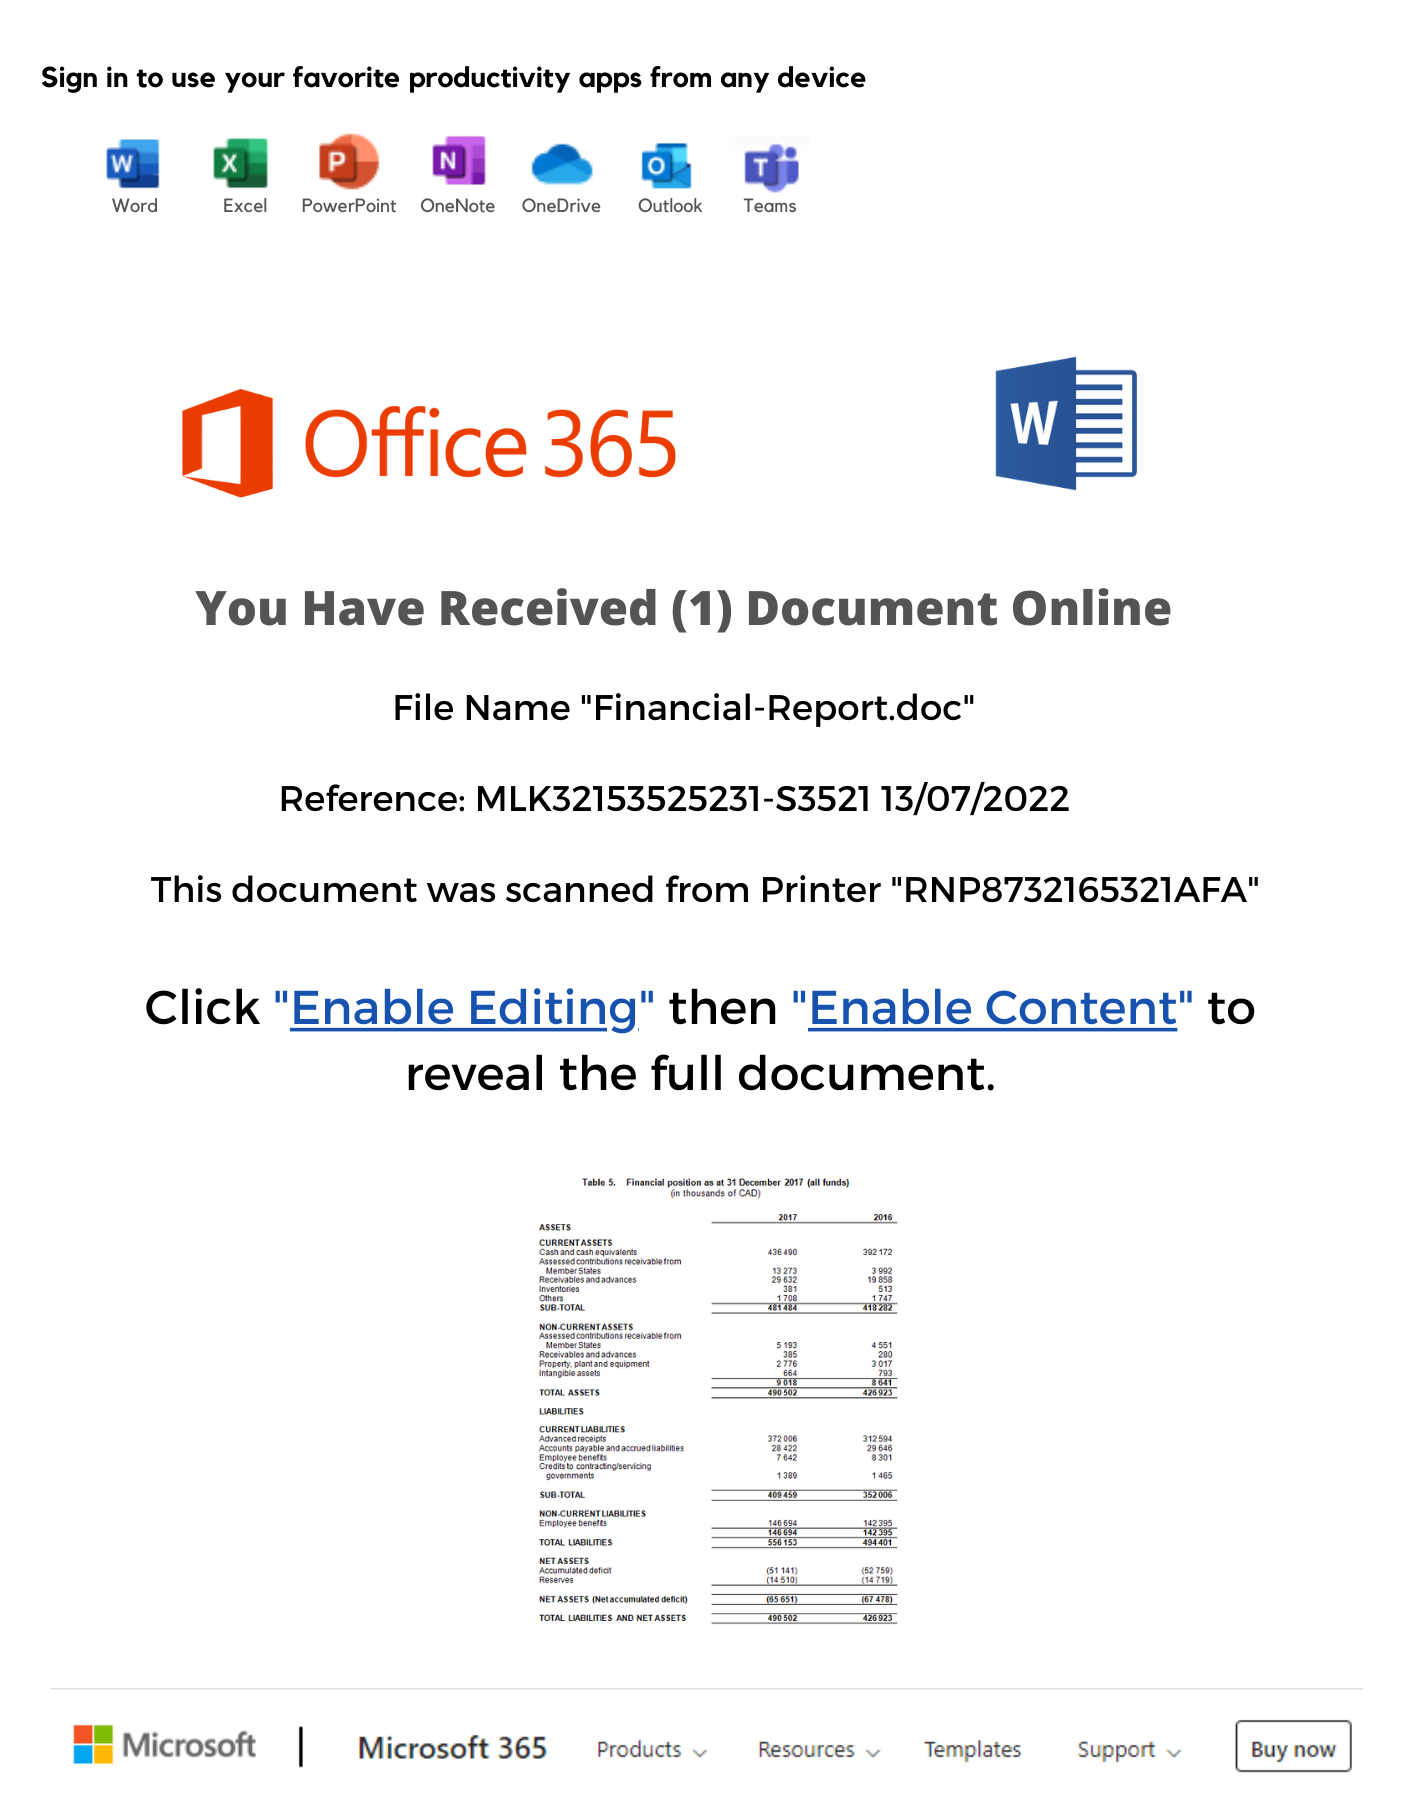 Sign in to use your favorite productivity apps from any device
W X P N O T
Word Excel PowerPoint OneNote OneDrive Outlook Teams
Office 365
W
You Have Received (1) Document Online
File Name "Financial-Report.doc"
Reference: MLK32153525231-S3521 13/07/2022
This document was scanned from Printer "RNP8732165321AFA"
Click "Enable Editing" then "Enable Content" to
reveal the full document.
Table 5. Financial position as at 31 December 2017 (all funds)
(in thousands of CAD)
2017 2016
ASSETS
CURRENT ASSETS
Cash and cash equivalents 436 490 392 172
Assessed contributions receivable from
Member States 13 273 3 992
Receivables and advances 29 632 19 858
Inventories 381 513
Others 1 708 1 747
SUB-TOTAL 481 484 418 282
NON-CURRENT ASSETS
Assessed contributions receivable from
Member States 5 193 4 551
Receivables and advances 385 280
Property, plant and equipment 2 776 3 017
Intangible assets 664 793
9 018 8 641
TOTAL ASSETS 490 502 426 923
LIABILITIES
CURRENT LIABILITIES
Advanced receipts 372 006 312 594
Accounts payable and accrued liabilities 28 422 29 646
Employee benefits 7 642 8 301
Credits to contracting/servicing
governments 1 389 1 465
SUB-TOTAL 409 459 352 006
NON-CURRENT LIABILITIES
Employee benefits 146 694 142 395
146 694 142 395
TOTAL LIABILITIES 556 153 494 401
NET ASSETS
Accumulated deficit (51 141) (52 759)
Reserves (14 510) (14 719)
NET ASSETS (Net accumulated deficit) (65 651) (67 478)
TOTAL LIABILITIES AND NET ASSETS 490 502 426 923
Microsoft | Microsoft 365 Products Resources Templates Support Buy now